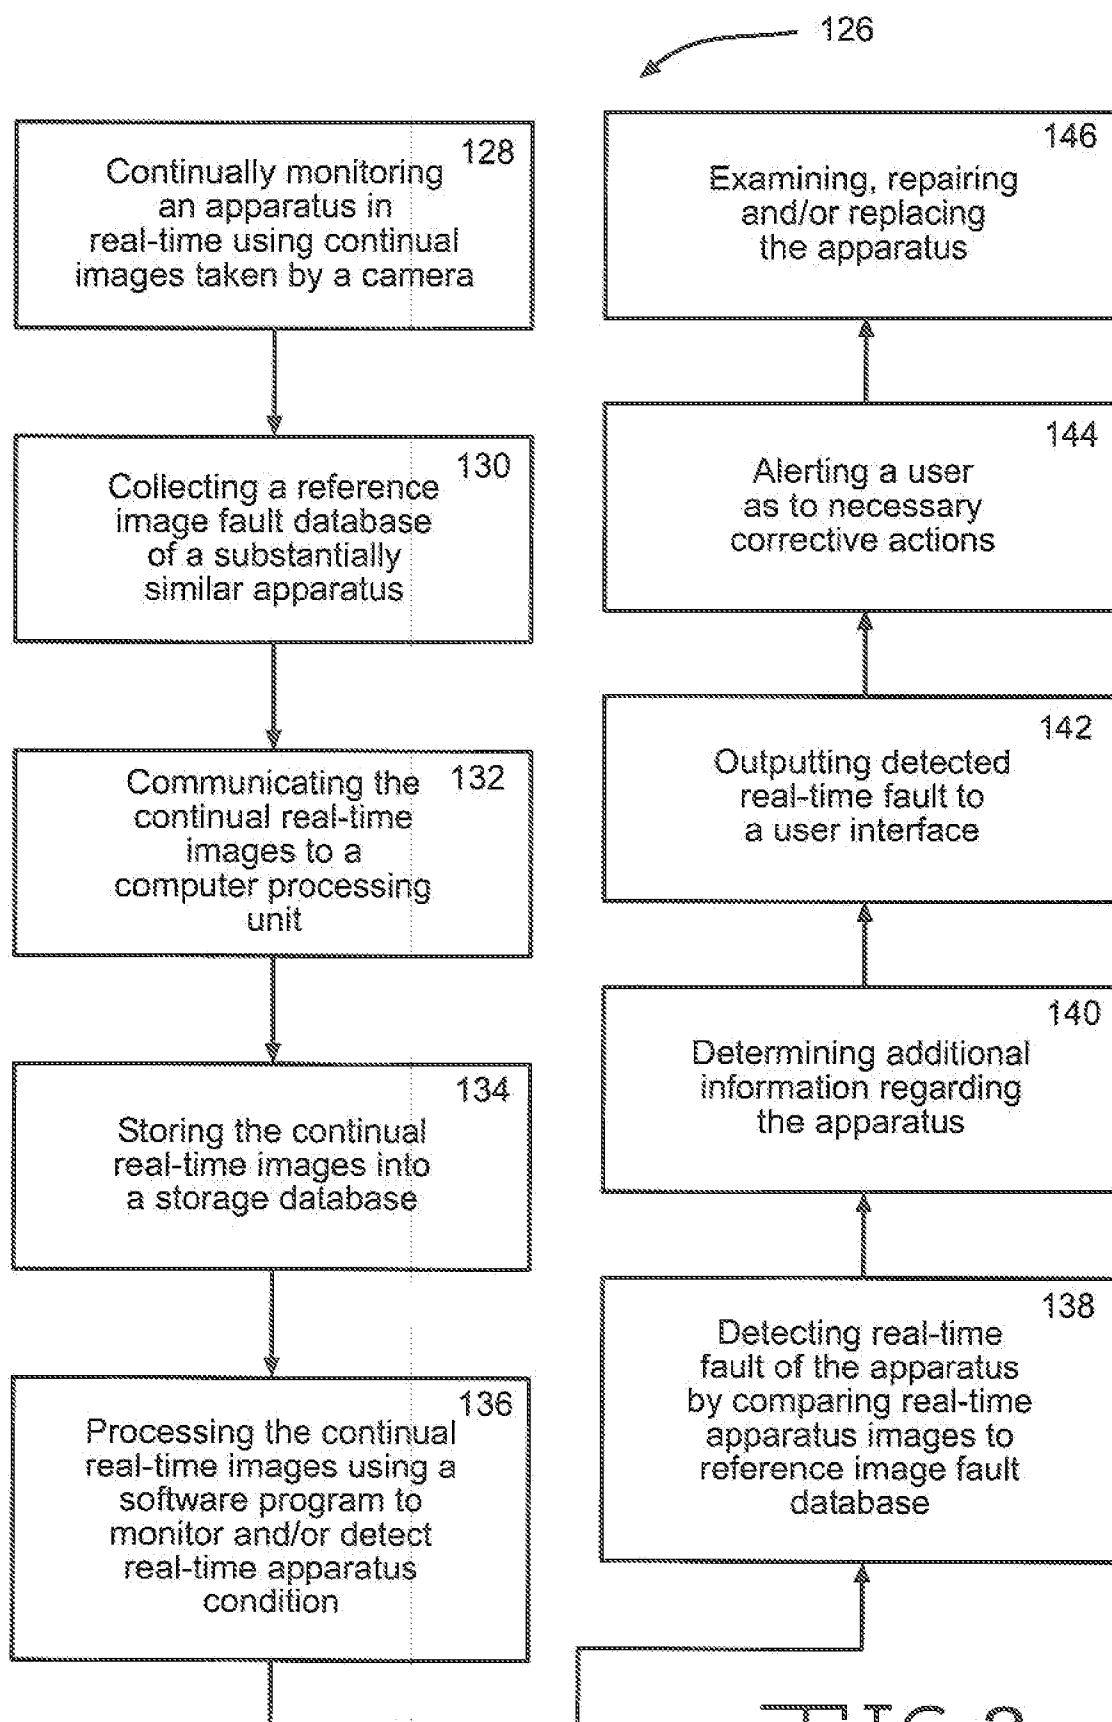 126
128
Continually monitoring
an apparatus in
real-time using continual
images taken by a camera
130
Collecting a reference
image fault database
of a substantially
similar apparatus
132
Communicating the
continual real-time
images to a
computer processing
unit
134
Storing the continual
real-time images into
a storage database
136
Processing the continual
real-time images using a
software program to
monitor and/or detect
real-time apparatus
condition
138
Detecting real-time
fault of the apparatus
by comparing real-time
apparatus images to
reference image fault
database
140
Determining additional
information regarding
the apparatus
142
Outputting detected
real-time fault to
a user interface
144
Alerting a user
as to necessary
corrective actions
146
Examining, repairing
and/or replacing
the apparatus